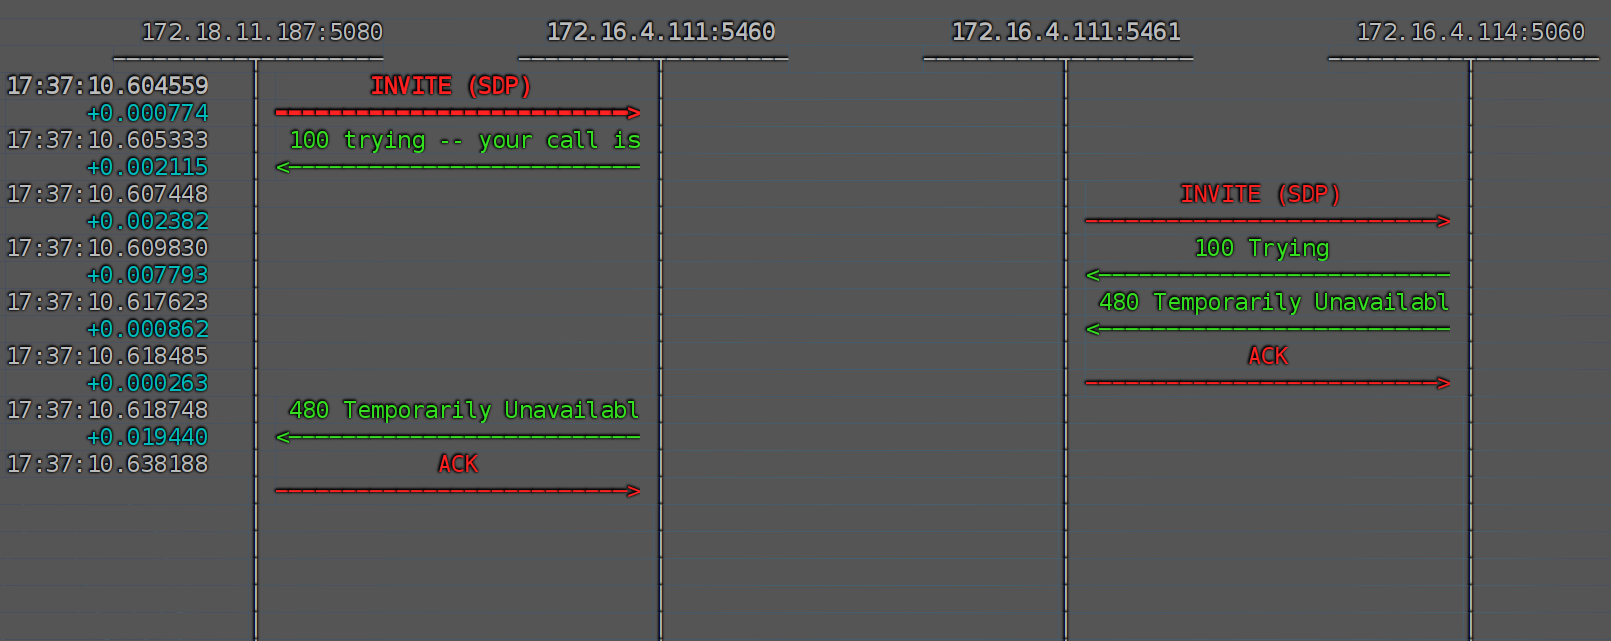 172.18.11.187:5080 172.16.4.111:5460 172.16.4.111:5461 172.16.4.114:5060
17:37:10.604559 INVITE (SDP)
+0.000774
17:37:10.605333 100 trying -- your call is
+0.002115
17:37:10.607448 INVITE (SDP)
+0.002382
17:37:10.609830 100 Trying
+0.007793
17:37:10.617623 480 Temporarily Unavailabl
+0.000862
17:37:10.618485 ACK
+0.000263
17:37:10.618748 480 Temporarily Unavailabl
+0.019440
17:37:10.638188 ACK